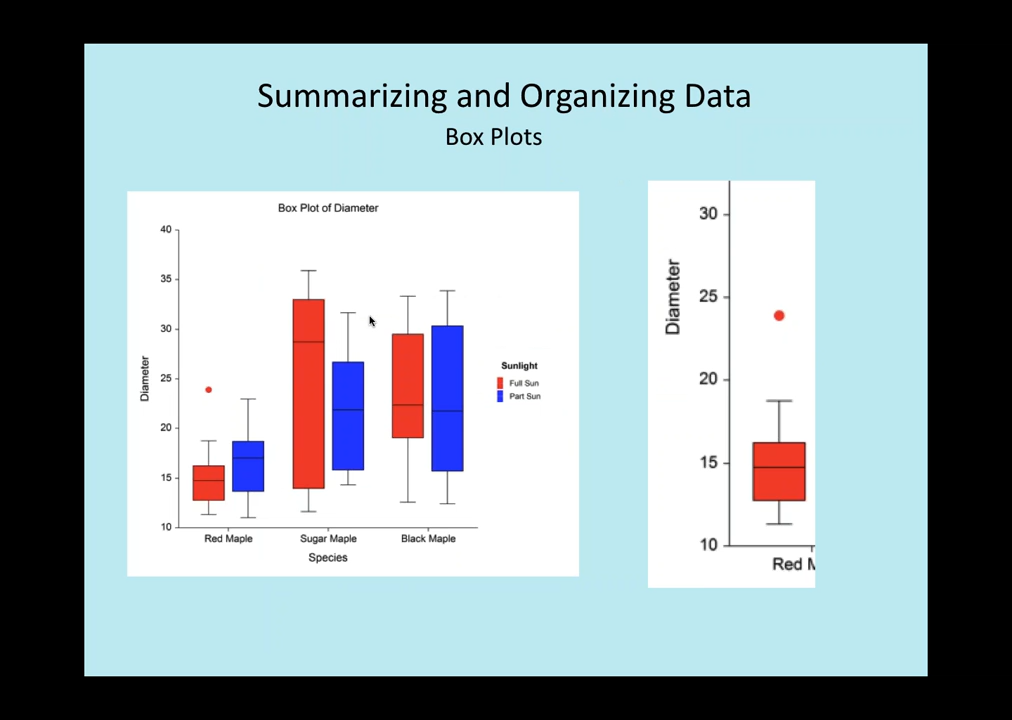 Summarizing and Organizing Data
Box Plots
Box Plot of Diameter
40
35
30
25
20
15
10
Diameter
Red Maple
Sugar Maple
Black Maple
Species
Sunlight
Full Sun
Part Sun
30
25
20
15
10
Diameter
Red